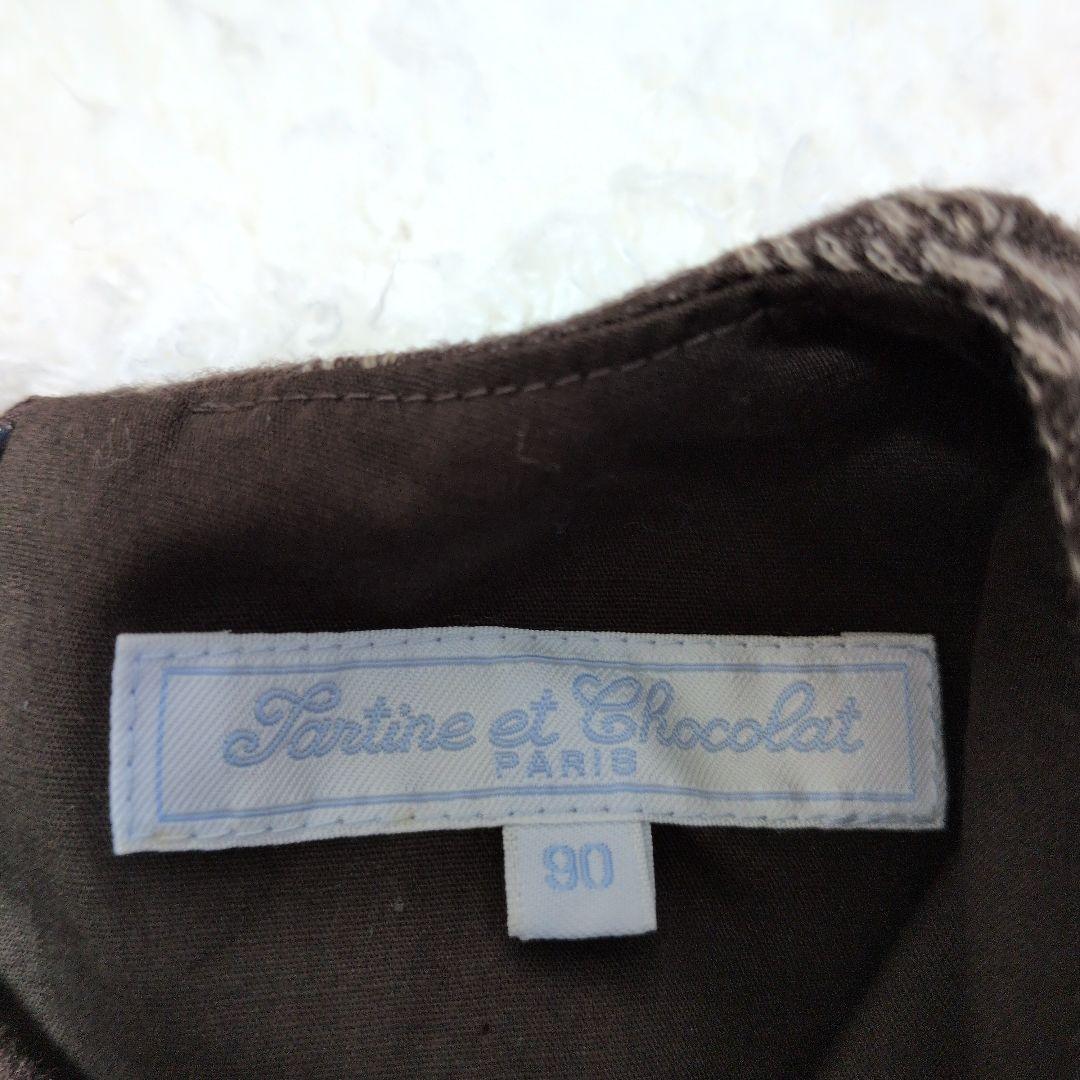 Tartine et Chocolat
PARIS
90